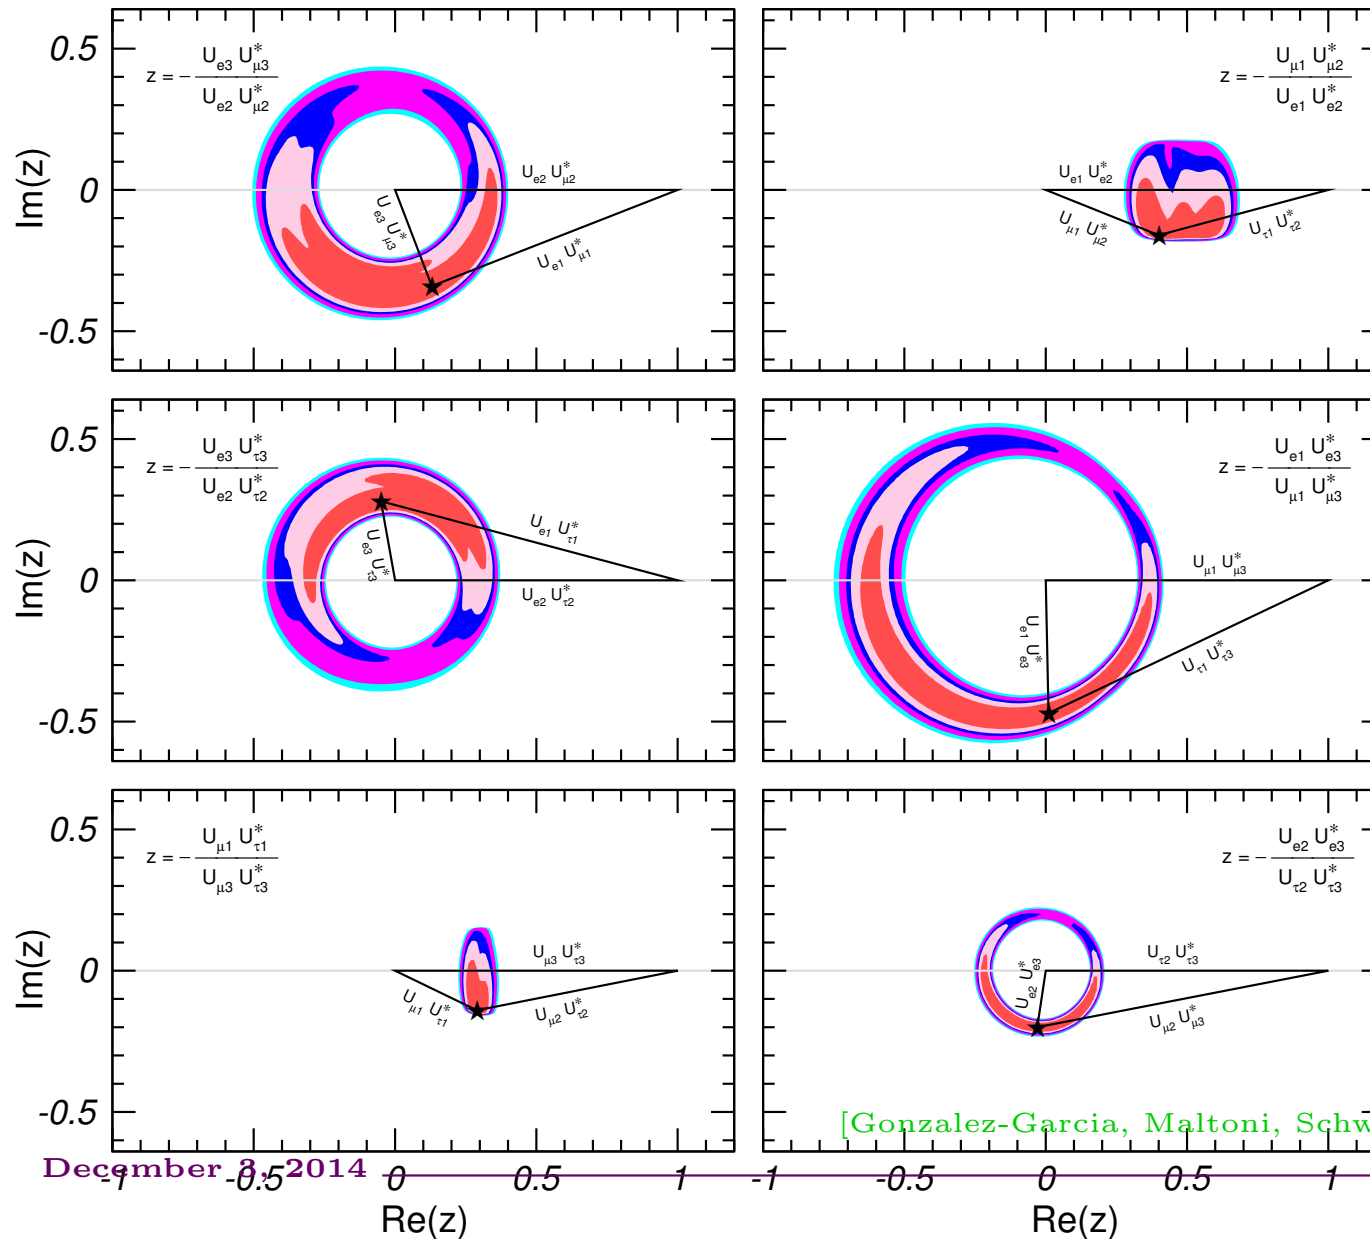 0.5
0
-0.5
Im(z)
z = - U_e3 U*_μ3 / U_e2 U*_μ2
U_e2 U*_μ2
U_e3 U*_μ3
U_e1 U*_μ1
z = - U_μ1 U*_μ2 / U_e1 U*_e2
U_e1 U*_e2
U_μ1 U*_μ2
U_τ1 U*_τ2
0.5
0
-0.5
Im(z)
z = - U_e3 U*_τ3 / U_e2 U*_τ2
U_e1 U*_τ1
U_e3 U*_τ3
U_e2 U*_τ2
z = - U_e1 U*_e3 / U_μ1 U*_μ3
U_μ1 U*_μ3
U_e1 U*_e3
U_τ1 U*_τ3
0.5
0
-0.5
Im(z)
z = - U_μ1 U*_τ1 / U_μ3 U*_τ3
U_μ3 U*_τ3
U_μ1 U*_τ1
U_μ2 U*_τ2
z = - U_e2 U*_e3 / U_τ2 U*_τ3
U_τ2 U*_τ3
U_e2 U*_e3
U_μ2 U*_μ3
[Gonzalez-Garcia, Maltoni, Schw
December 3, 2014
-1 -0.5 0 0.5 1
-1 -0.5 0 0.5 1
Re(z)
Re(z)